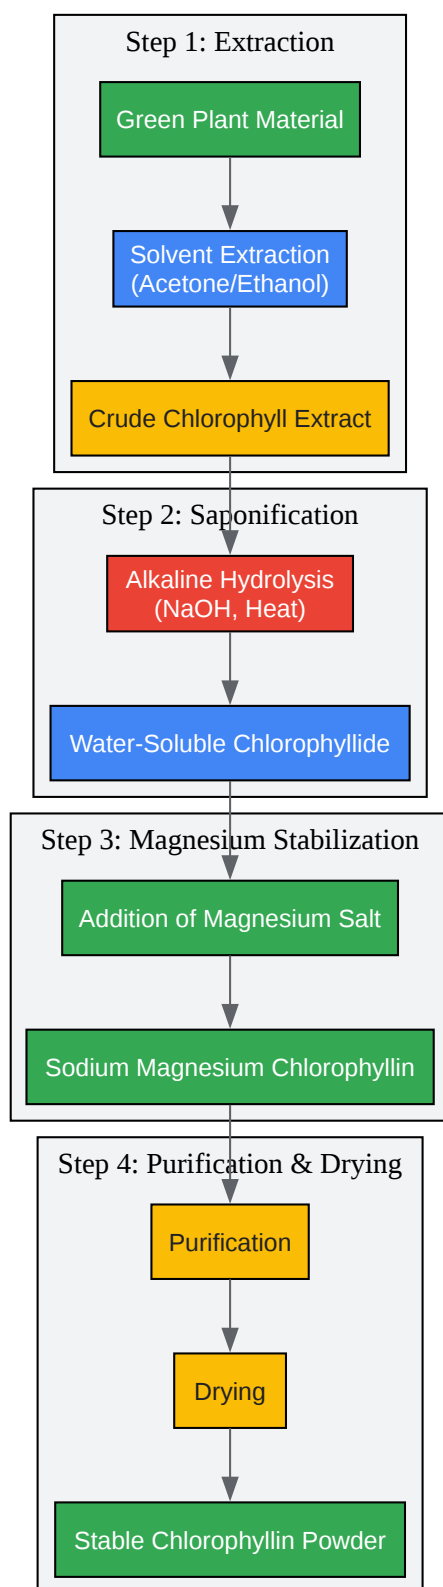 Step 1: Extraction
Green Plant Material
Solvent Extraction
(Acetone/Ethanol)
Crude Chlorophyll Extract
Step 2: Saponification
Alkaline Hydrolysis
(NaOH, Heat)
Water-Soluble Chlorophyllide
Step 3: Magnesium Stabilization
Addition of Magnesium Salt
Sodium Magnesium Chlorophyllin
Step 4: Purification & Drying
Purification
Drying
Stable Chlorophyllin Powder